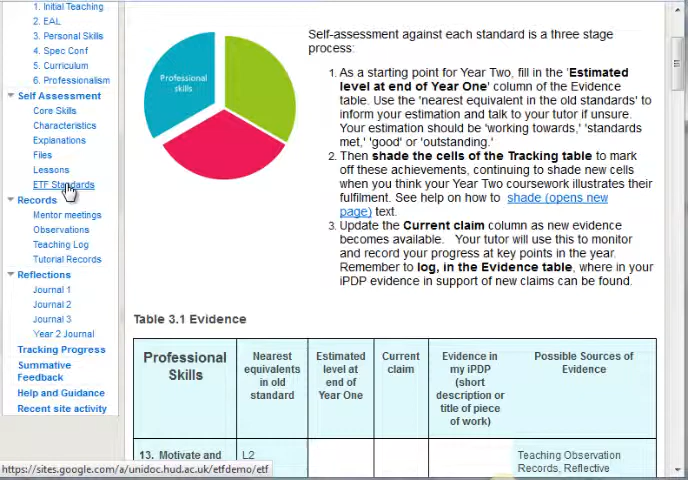 1. Initial Teaching
2. EAL
3. Personal Skills
4. Spec Conf
5. Curriculum
6. Professionalism
Self Assessment
Core Skills
Characteristics
Explanations
Files
Lessons
ETF Standards
Records
Mentor meetings
Observations
Teaching Log
Tutorial Records
Reflections
Journal 1
Journal 2
Journal 3
Year 2 Journal
Tracking Progress
Summative
Feedback
Help and Guidance
Recent site activity
Professional
skills
Self-assessment against each standard is a three stage
process:
1. As a starting point for Year Two, fill in the 'Estimated
level at end of Year One' column of the Evidence
table. Use the 'nearest equivalent in the old standards' to
inform your estimation and talk to your tutor if unsure.
Your estimation should be 'working towards,' 'standards
met,' 'good' or 'outstanding.'
2. Then shade the cells of the Tracking table to mark
off these achievements, continuing to shade new cells
when you think your Year Two coursework illustrates their
fulfilment. See help on how to shade (opens new
page) text.
3. Update the Current claim column as new evidence
becomes available. Your tutor will use this to monitor
and record your progress at key points in the year.
Remember to log, in the Evidence table, where in your
iPDP evidence in support of new claims can be found.
Table 3.1 Evidence
Professional
Skills
Nearest
equivalents
in old
standard
Estimated
level at
end of
Year One
Current
claim
Evidence in
my iPDP
(short
description or
title of piece
of work)
Possible Sources of
Evidence
13. Motivate and
L2
Teaching Observation
Records, Reflective
https://sites.google.com/a/unidoc.hud.ac.uk/etfdemo/etf